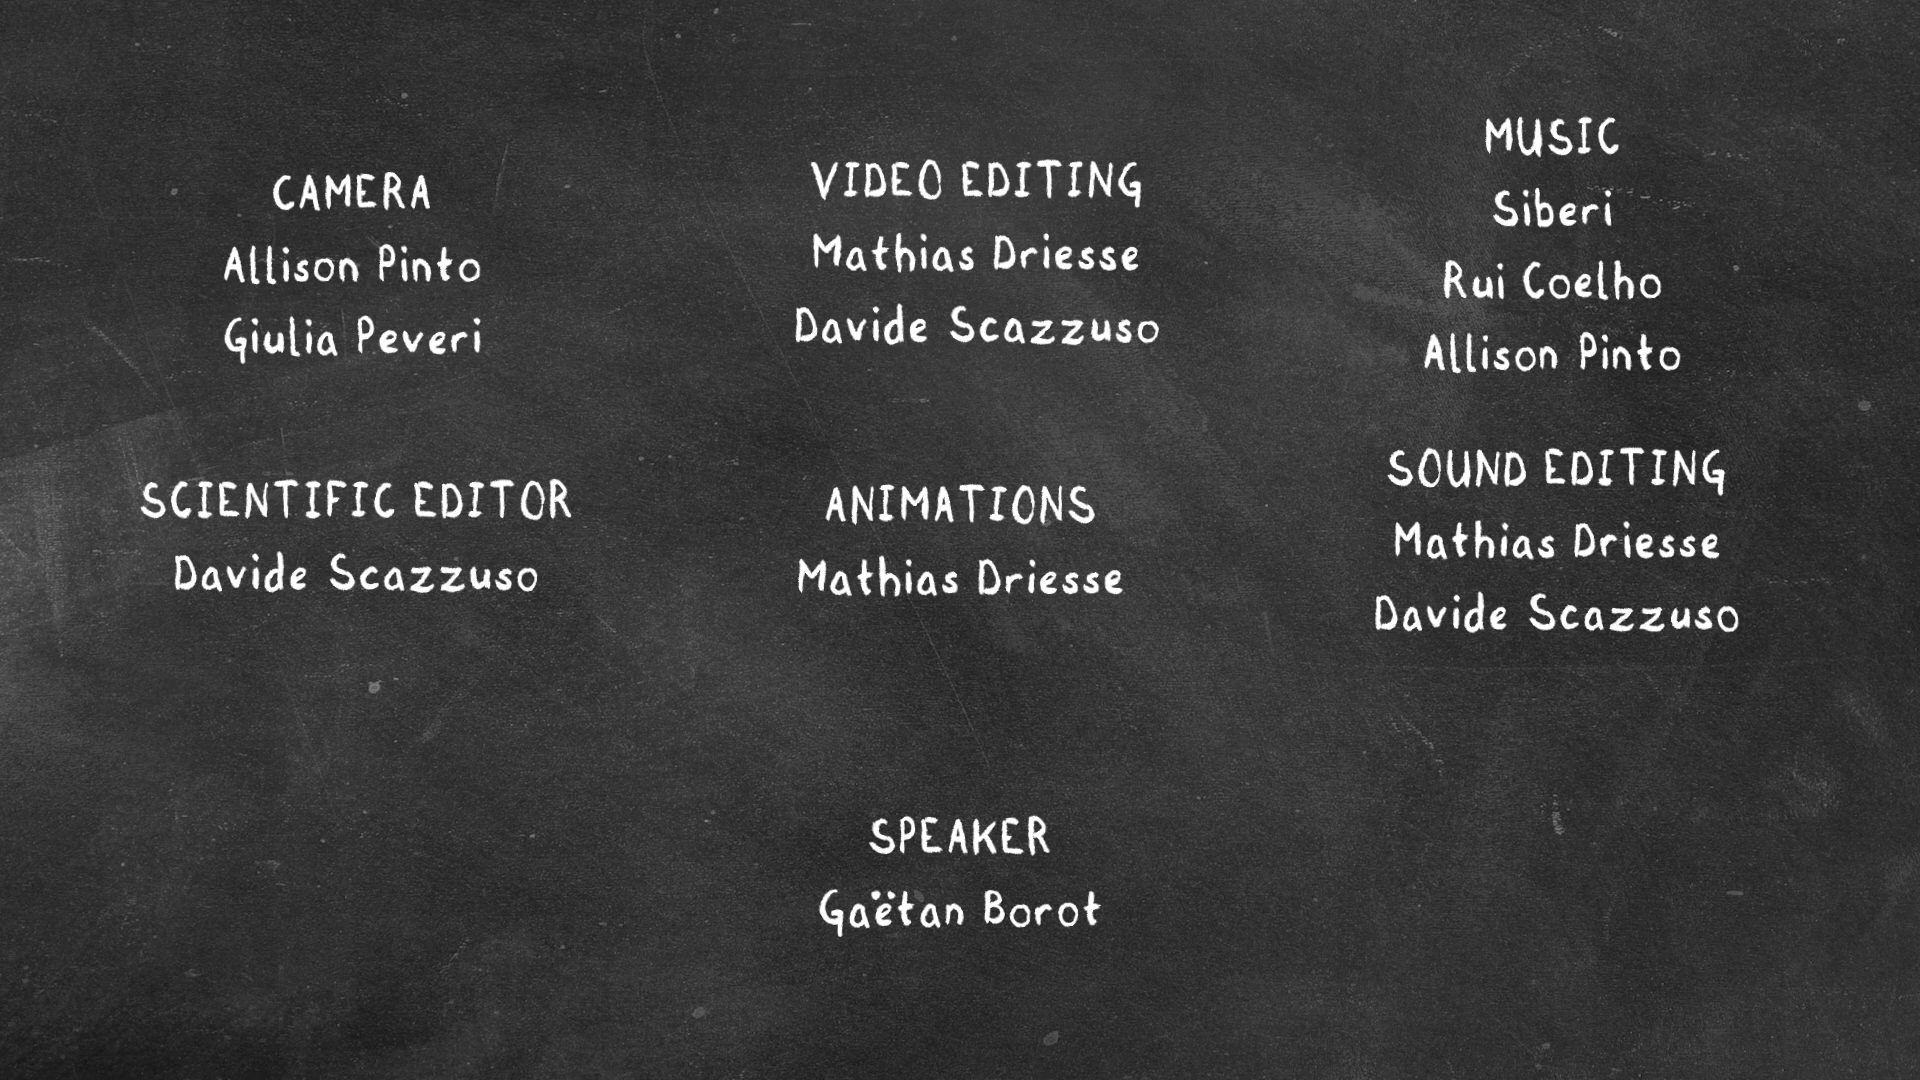 CAMERA
Allison Pinto
Giulia Peveri
VIDEO EDITING
Mathias Driesse
Davide Scazzuso
MUSIC
Siberi
Rui Coelho
Allison Pinto
SCIENTIFIC EDITOR
Davide Scazzuso
ANIMATIONS
Mathias Driesse
SOUND EDITING
Mathias Driesse
Davide Scazzuso
SPEAKER
Gaëtan Borot